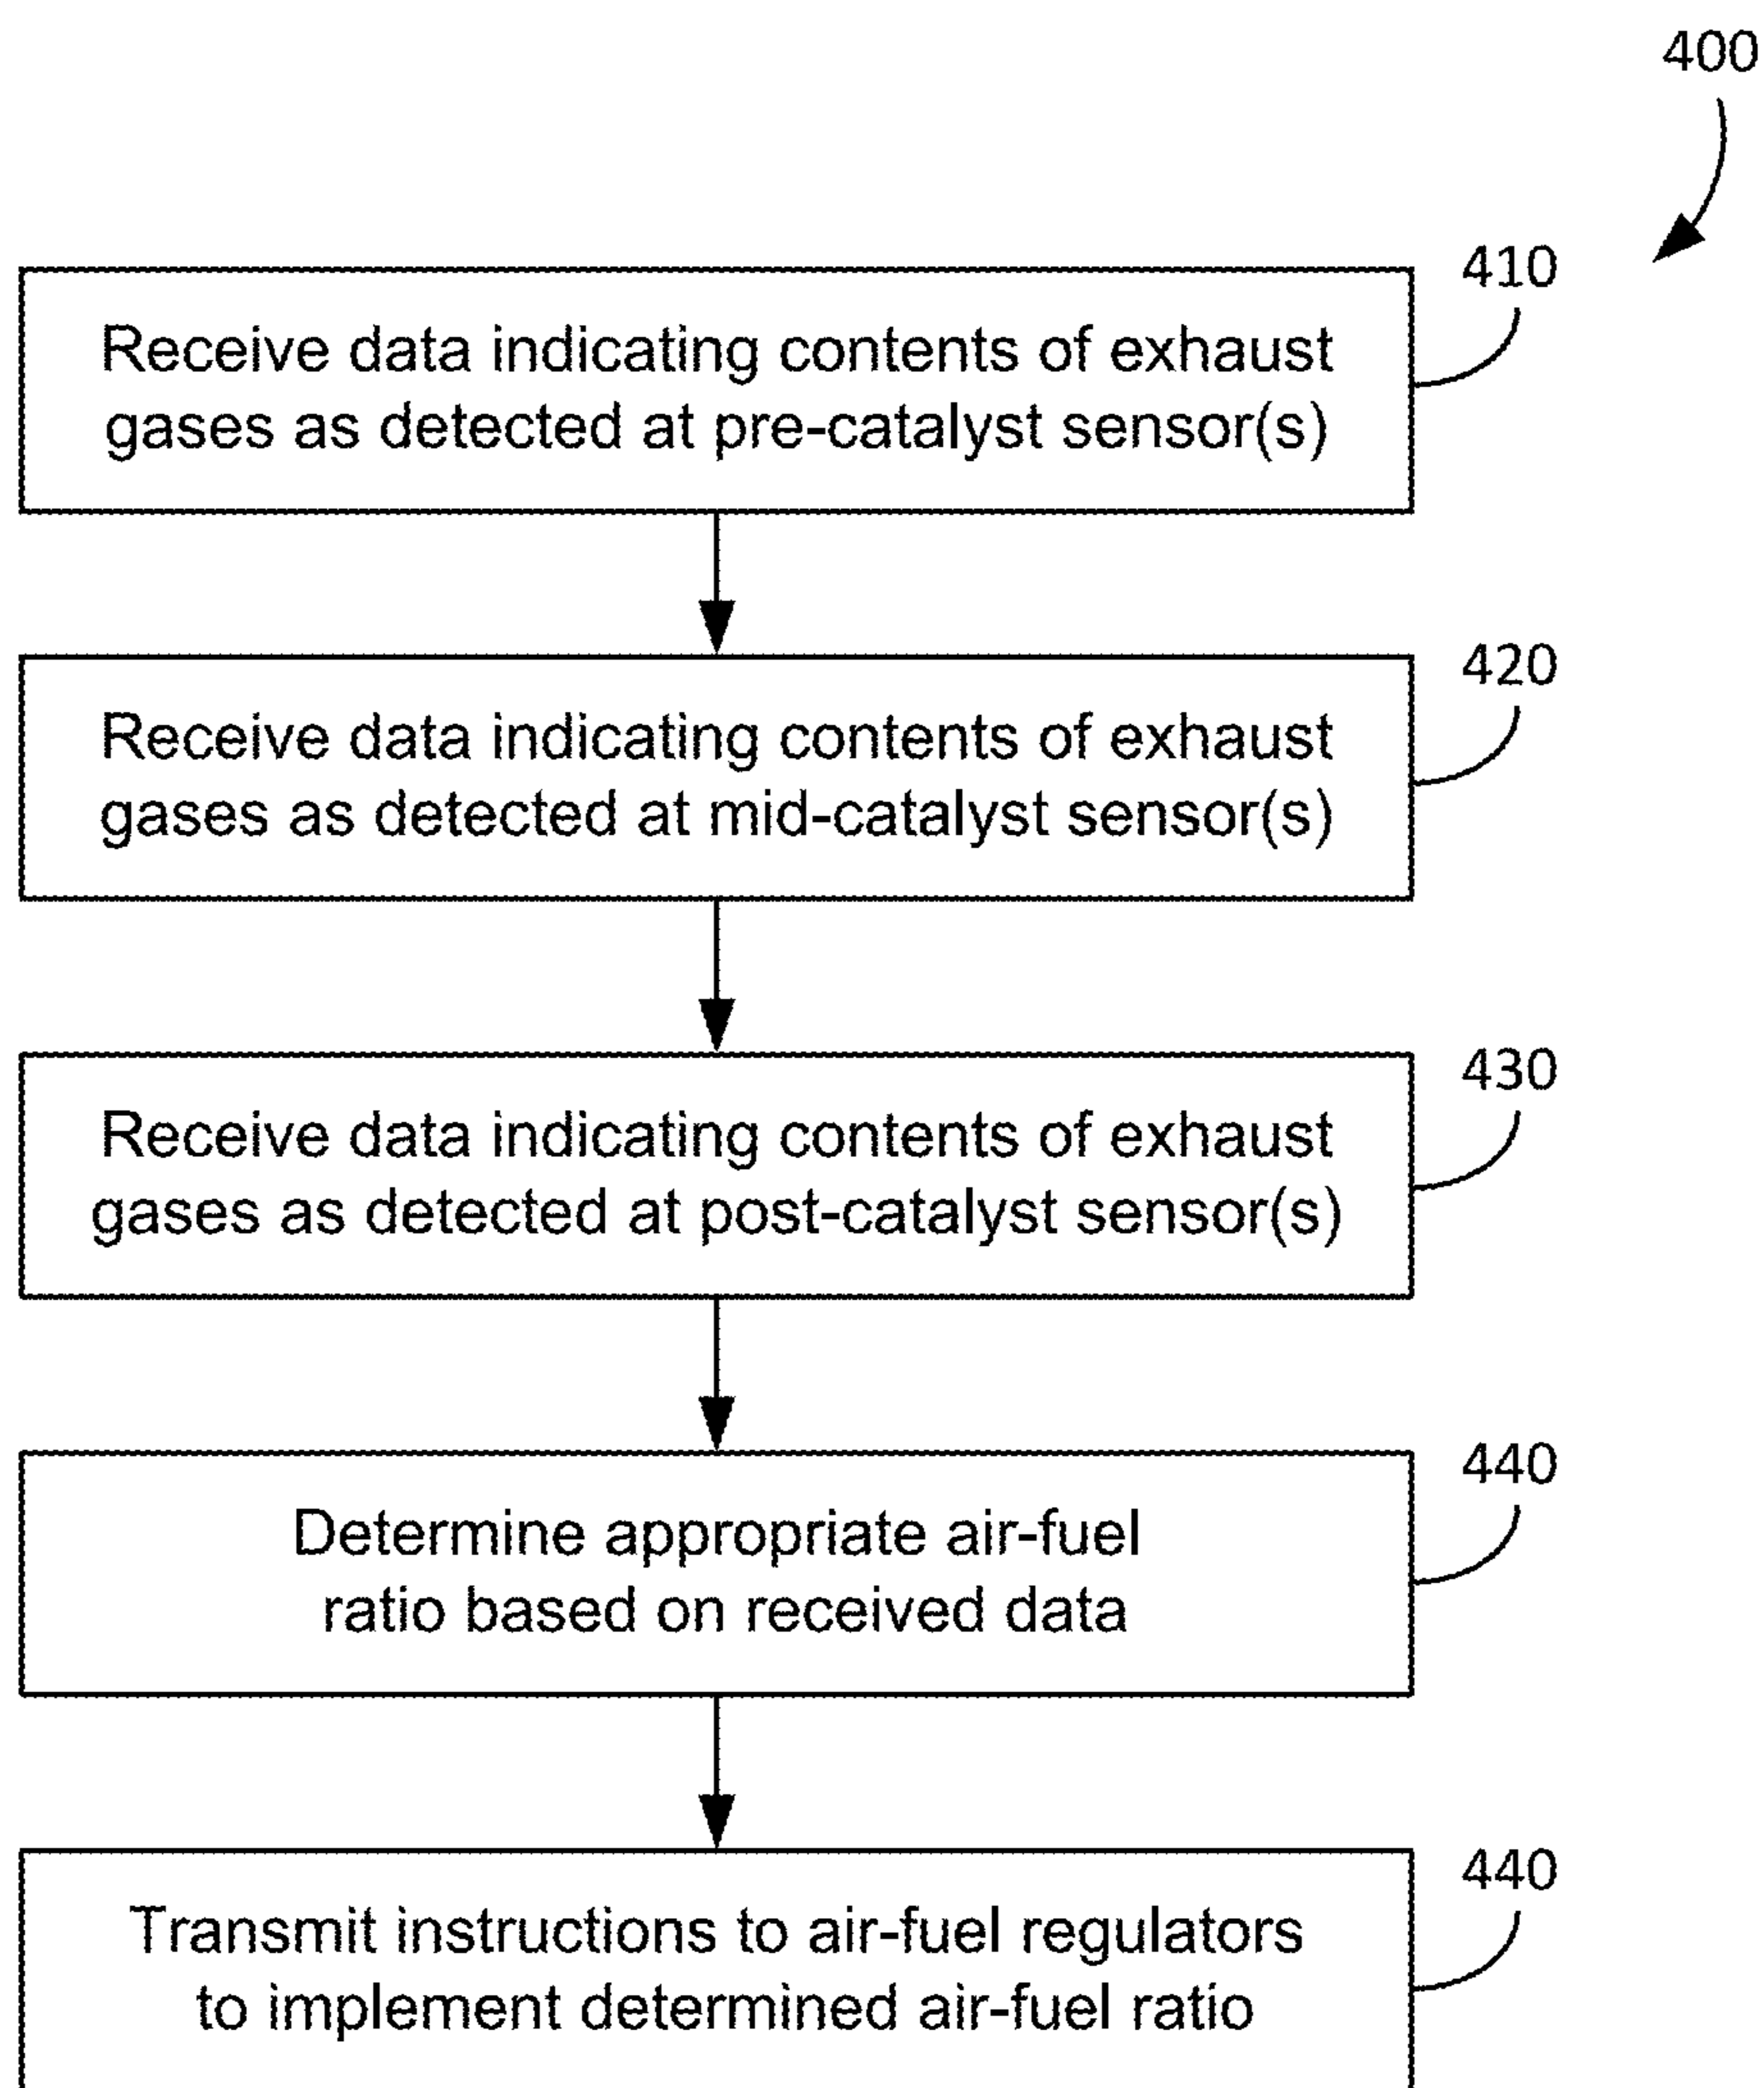 400
410
Receive data indicating contents of exhaust
gases as detected at pre-catalyst sensor(s)
420
Receive data indicating contents of exhaust
gases as detected at mid-catalyst sensor(s)
430
Receive data indicating contents of exhaust
gases as detected at post-catalyst sensor(s)
440
Determine appropriate air-fuel
ratio based on received data
440
Transmit instructions to air-fuel regulators
to implement determined air-fuel ratio